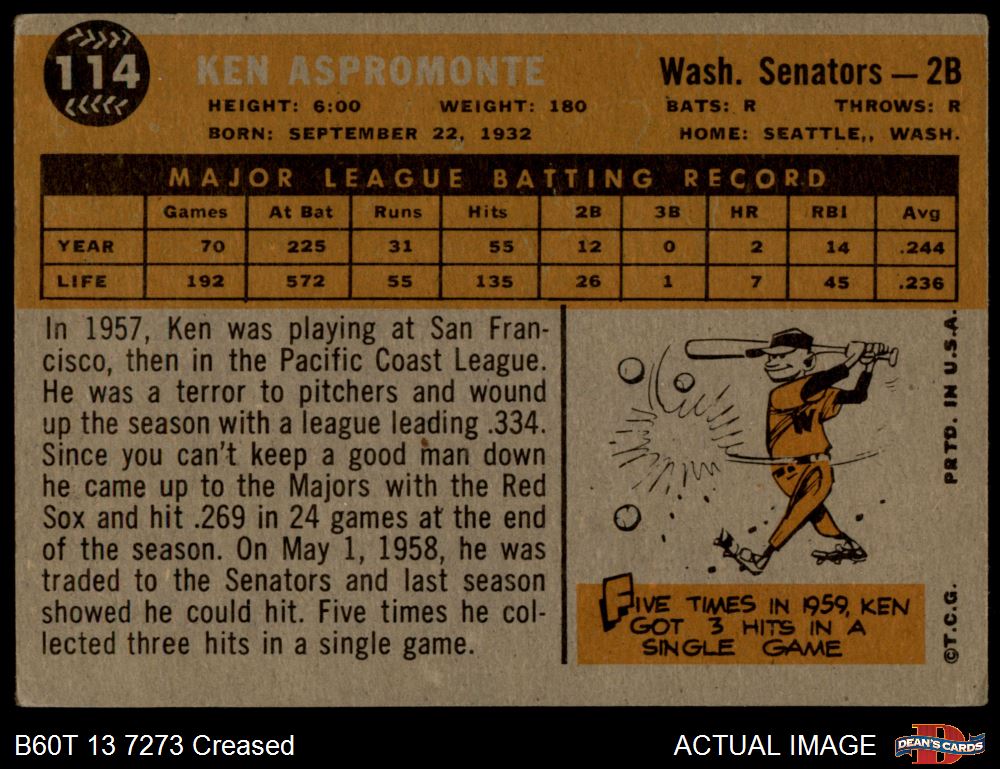 114
KEN ASPROMONTE
Wash. Senators — 2B
HEIGHT: 6:00 WEIGHT: 180 BATS: R THROWS: R
BORN: SEPTEMBER 22, 1932 HOME: SEATTLE,, WASH.
MAJOR LEAGUE BATTING RECORD
Games At Bat Runs Hits 2B 3B HR RBI Avg
YEAR 70 225 31 55 12 0 2 14 .244
LIFE 192 572 55 135 26 1 7 45 .236
In 1957, Ken was playing at San Fran-
cisco, then in the Pacific Coast League.
He was a terror to pitchers and wound
up the season with a league leading .334.
Since you can't keep a good man down
he came up to the Majors with the Red
Sox and hit .269 in 24 games at the end
of the season. On May 1, 1958, he was
traded to the Senators and last season
showed he could hit. Five times he col-
lected three hits in a single game.
W
FIVE TIMES IN 1959, KEN
GOT 3 HITS IN A
SINGLE GAME
©T.C.G. PRTD. IN U.S.A.
B60T 13 7273 Creased
ACTUAL IMAGE
D
DEAN'S CARDS